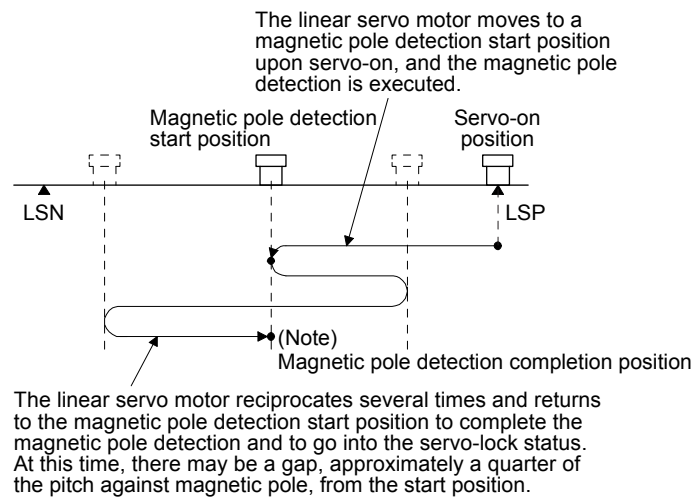 The linear servo motor moves to a
magnetic pole detection start position
upon servo-on, and the magnetic pole
detection is executed.
Magnetic pole detection
start position
Servo-on
position
LSN
LSP
(Note)
Magnetic pole detection completion position
The linear servo motor reciprocates several times and returns
to the magnetic pole detection start position to complete the
magnetic pole detection and to go into the servo-lock status.
At this time, there may be a gap, approximately a quarter of
the pitch against magnetic pole, from the start position.